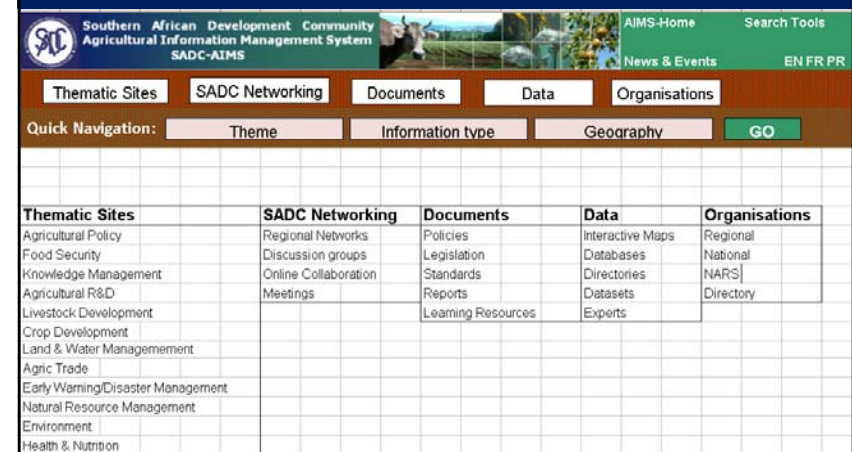 Southern African Development Community
Agricultural Information Management System
SADC-AIMS
SADC
AIMS-Home Search Tools
News & Events EN FR PR
Thematic Sites SADC Networking Documents Data Organisations
Quick Navigation: Theme Information type Geography GO
Thematic Sites SADC Networking Documents Data Organisations
Agricultural Policy Regional Networks Policies Interactive Maps Regional
Food Security Discussion groups Legislation Databases National
Knowledge Management Online Collaboration Standards Directories NARS
Agricultural R&D Meetings Reports Datasets Directory
Livestock Development Learning Resources Experts
Crop Development
Land & Water Managemement
Agric Trade
Early Warning/Disaster Management
Natural Resource Management
Environment
Health & Nutrition